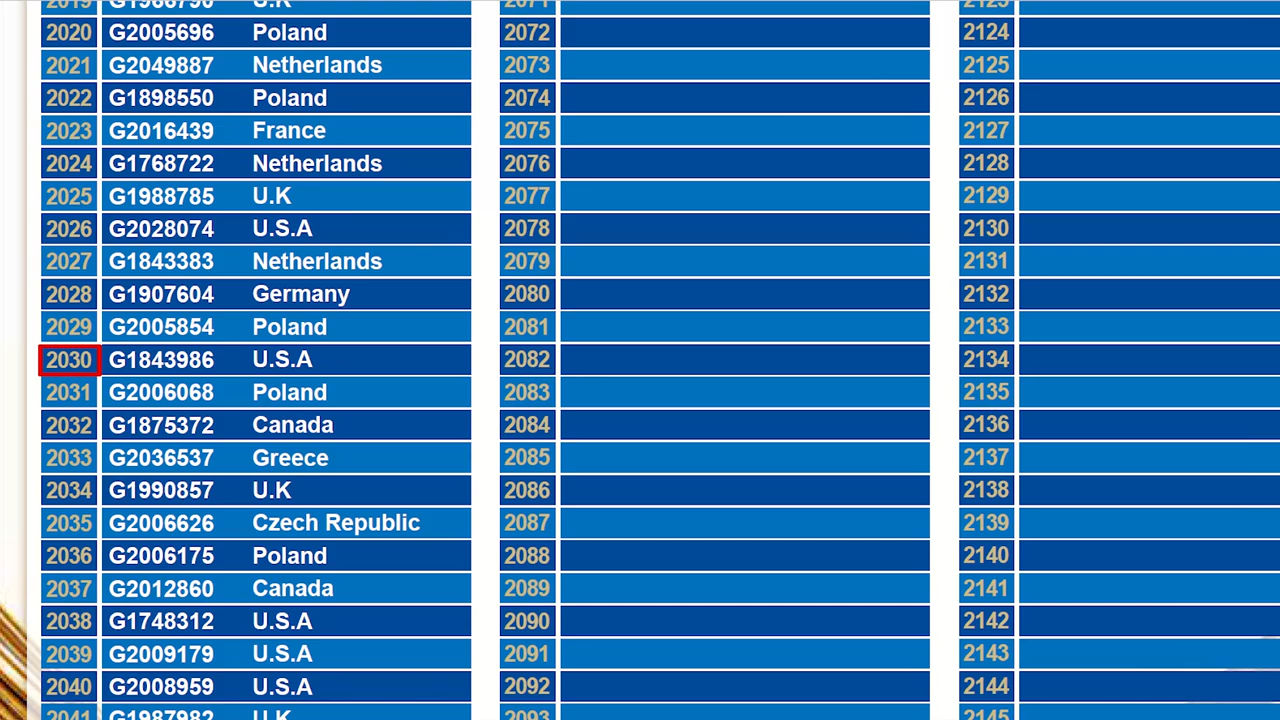 2020 G2005696 Poland 2072 2124
2021 G2049887 Netherlands 2073 2125
2022 G1898550 Poland 2074 2126
2023 G2016439 France 2075 2127
2024 G1768722 Netherlands 2076 2128
2025 G1988785 U.K 2077 2129
2026 G2028074 U.S.A 2078 2130
2027 G1843383 Netherlands 2079 2131
2028 G1907604 Germany 2080 2132
2029 G2005854 Poland 2081 2133
2030 G1843986 U.S.A 2082 2134
2031 G2006068 Poland 2083 2135
2032 G1875372 Canada 2084 2136
2033 G2036537 Greece 2085 2137
2034 G1990857 U.K 2086 2138
2035 G2006626 Czech Republic 2087 2139
2036 G2006175 Poland 2088 2140
2037 G2012860 Canada 2089 2141
2038 G1748312 U.S.A 2090 2142
2039 G2009179 U.S.A 2091 2143
2040 G2008959 U.S.A 2092 2144
2041 G1987982 U.K 2093 2145